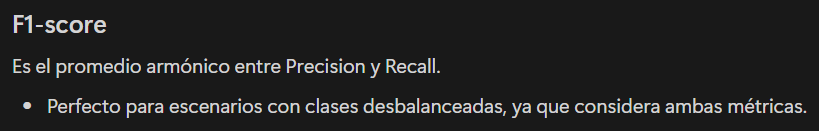 F1-score
Es el promedio armónico entre Precision y Recall.
• Perfecto para escenarios con clases desbalanceadas, ya que considera ambas métricas.